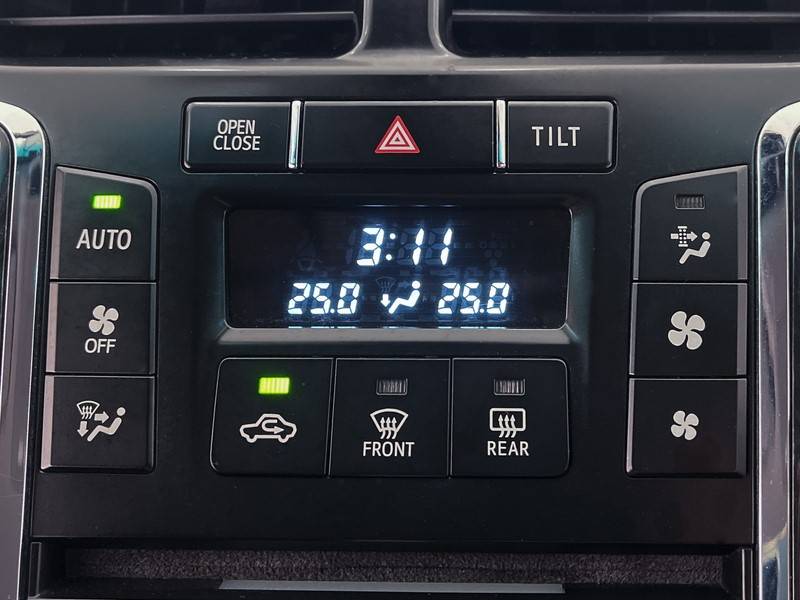 OPEN
CLOSE
TILT
AUTO
3:11
25.0 25.0
OFF
FRONT
REAR